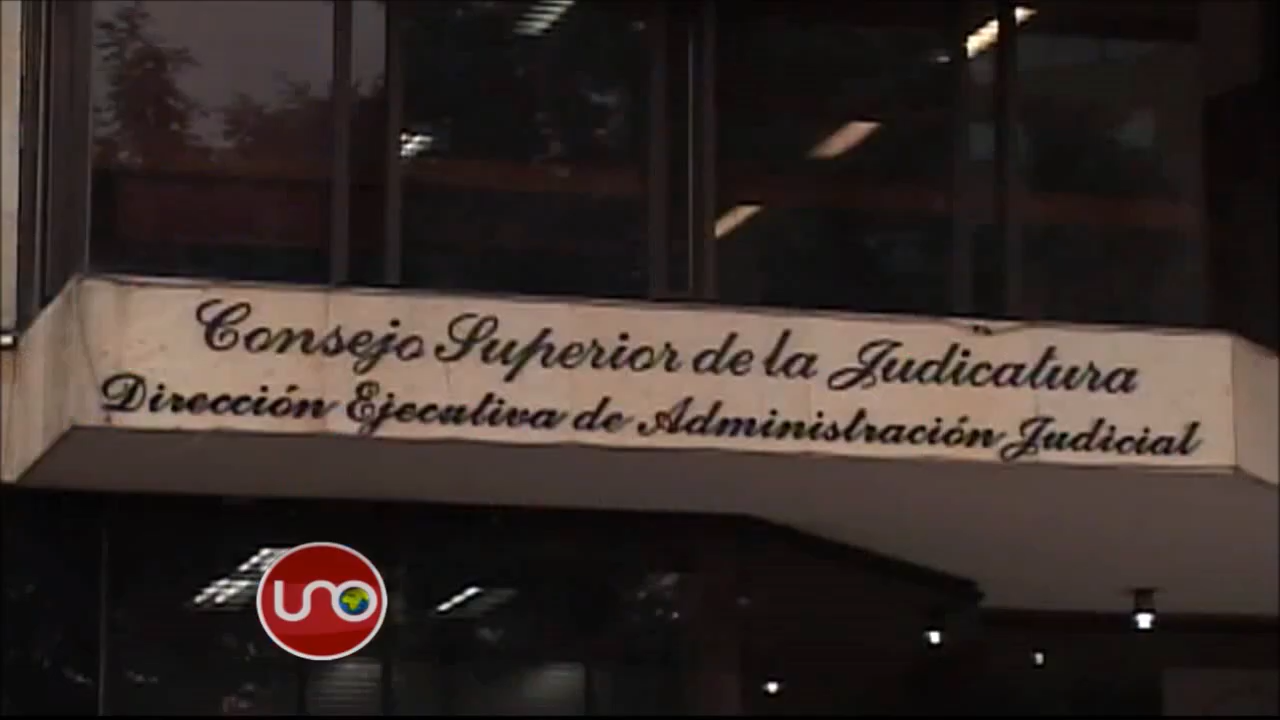 Consejo Superior de la Judicatura
Dirección Ejecutiva de Administración Judicial
UNO